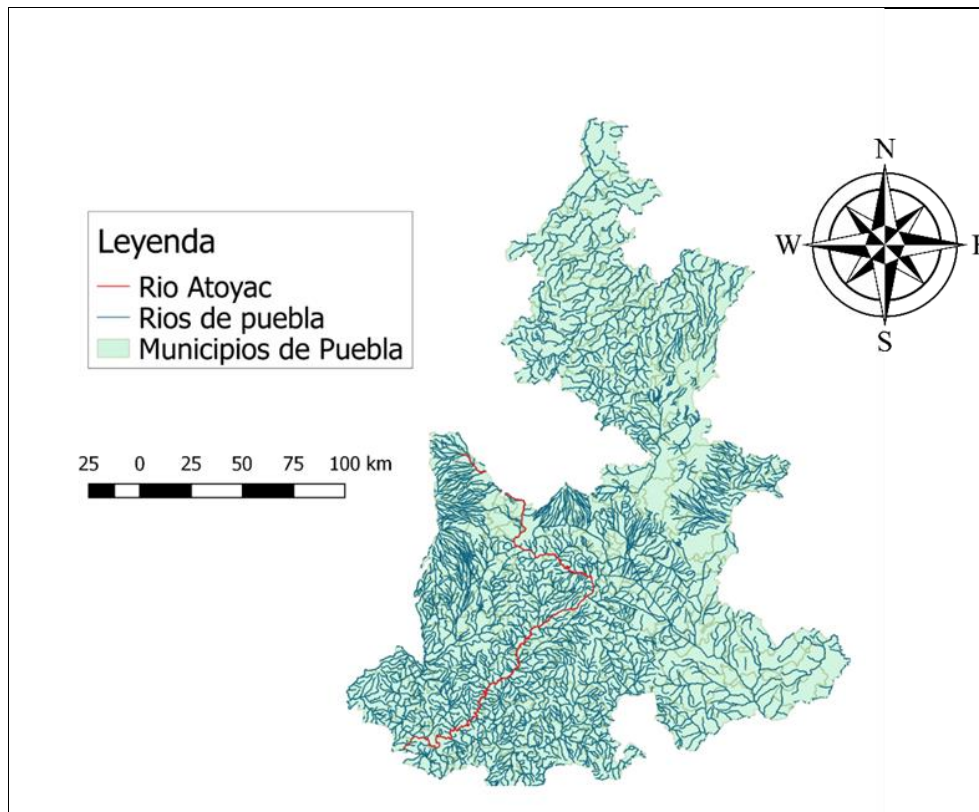 N
W
S
Leyenda
Rio Atoyac
Rios de puebla
Municipios de Puebla
25 0 25 50 75 100 km